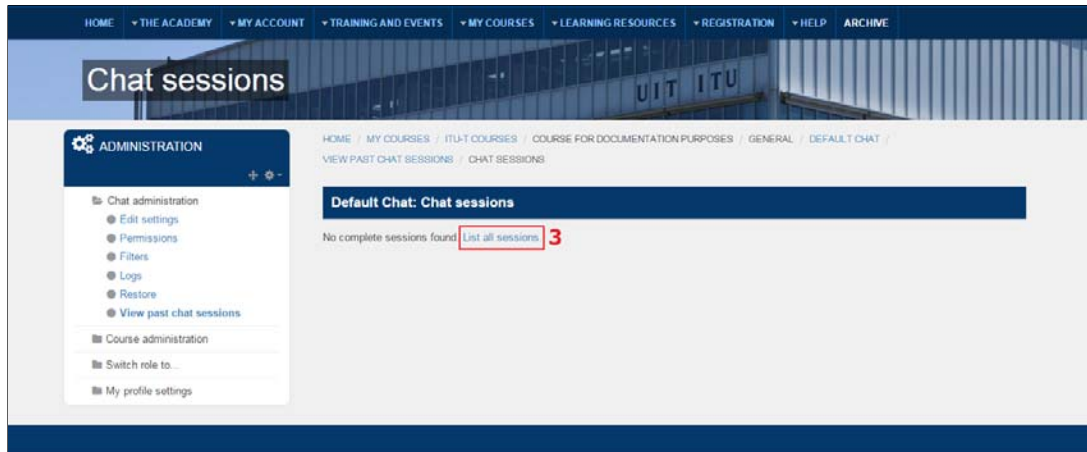 HOME THE ACADEMY MY ACCOUNT TRAINING AND EVENTS MY COURSES LEARNING RESOURCES REGISTRATION HELP ARCHIVE
Chat sessions
UIT ITU
ADMINISTRATION
HOME / MY COURSES / ITU-T COURSES / COURSE FOR DOCUMENTATION PURPOSES / GENERAL / DEFAULT CHAT /
VIEW PAST CHAT SESSIONS / CHAT SESSIONS
Chat administration
Edit settings
Permissions
Filters
Logs
Restore
View past chat sessions
Course administration
Switch role to...
My profile settings
Default Chat: Chat sessions
No complete sessions found List all sessions 3